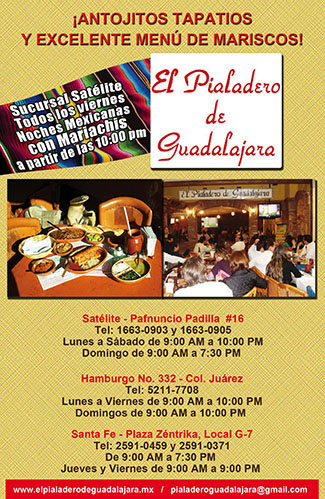 ¡ANTOJITOS TAPATIOS
Y EXCELENTE MENÚ DE MARISCOS!
Sucursal Satélite
Todos los viernes
Noches Mexicanas
con Mariachis
a partir de las 10:00 pm
El Pialadero
de
Guadalajara
El Pialadero de Guadalajara
Satélite - Pafnuncio Padilla #16
Tel: 1663-0903 y 1663-0905
Lunes a Sábado de 9:00 AM a 10:00 PM
Domingo de 9:00 AM a 7:30 PM
Hamburgo No. 332 - Col. Juárez
Tel: 5211-7708
Lunes a Viernes de 9:00 AM a 10:00 PM
Domingos de 9:00 AM a 10:00 PM
Santa Fe - Plaza Zéntrika, Local G-7
Tel: 2591-0459 y 2591-0371
De 9:00 AM a 7:30 PM
Jueves y Viernes de 9:00 AM a 9:00 PM
www.elpialaderodeguadalajara.mx / pialaderoguadalajara@gmail.com